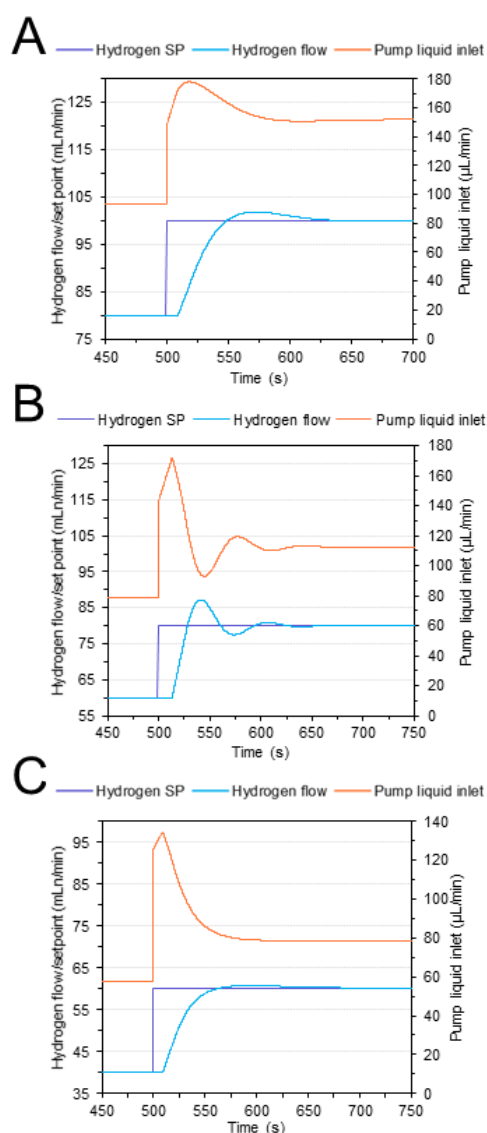 A
Hydrogen SP Hydrogen flow Pump liquid inlet
Hydrogen flow/set point (mLn/min)
125
115
105
95
85
75
180
160
140
120
100
80
60
40
20
0
Pump liquid inlet (µL/min)
450 500 550 600 650 700
Time (s)
B
Hydrogen SP Hydrogen flow Pump liquid inlet
Hydrogen flow/set point (mLn/min)
125
115
105
95
85
75
65
55
180
160
140
120
100
80
60
40
20
0
Pump liquid inlet (µL/min)
450 500 550 600 650 700 750
Time (s)
C
Hydrogen SP Hydrogen flow Pump liquid inlet
Hydrogen flow/setpoint (mLn/min)
95
85
75
65
55
45
35
140
120
100
80
60
40
20
0
Pump liquid inlet (µL/min)
450 500 550 600 650 700 750
Time (s)